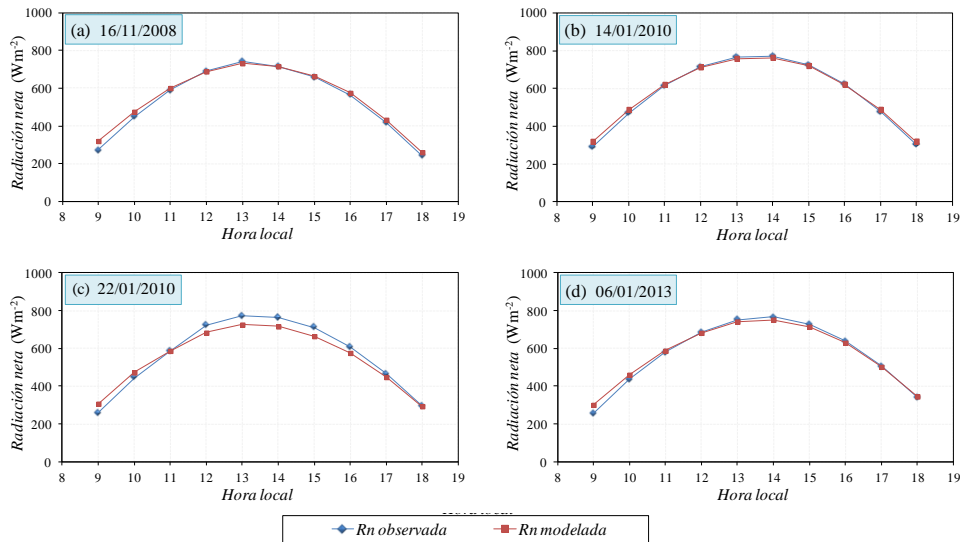 (a) 16/11/2008
Radiación neta (Wm-2)
1000
800
600
400
200
0
8 9 10 11 12 13 14 15 16 17 18 19
Hora local
(b) 14/01/2010
Radiación neta (Wm-2)
1000
800
600
400
200
0
8 9 10 11 12 13 14 15 16 17 18 19
Hora local
(c) 22/01/2010
Radiación neta (Wm-2)
1000
800
600
400
200
0
8 9 10 11 12 13 14 15 16 17 18 19
Hora local
(d) 06/01/2013
Radiación neta (Wm-2)
1000
800
600
400
200
0
8 9 10 11 12 13 14 15 16 17 18 19
Hora local
Rn observada Rn modelada